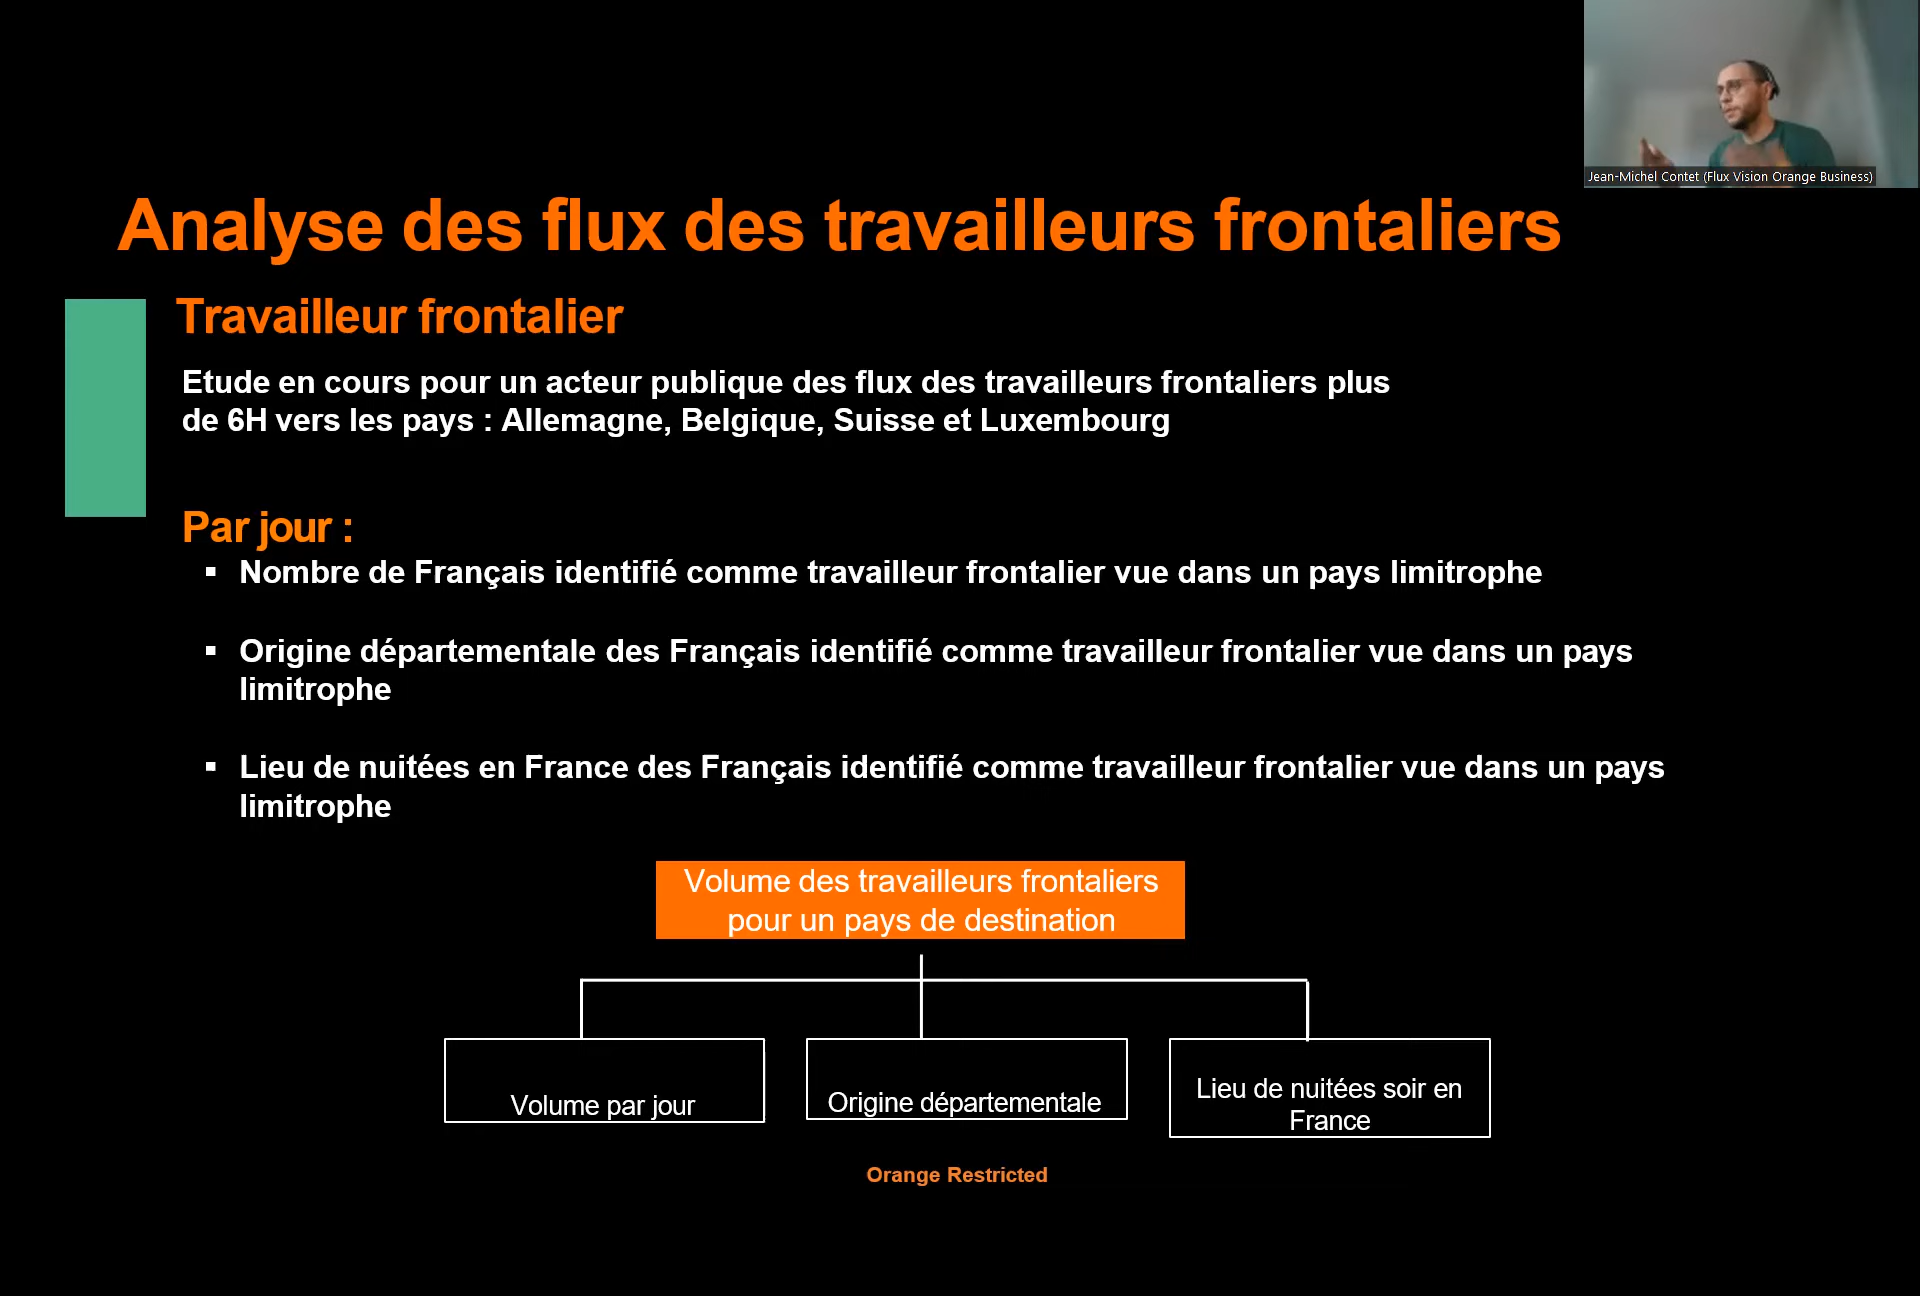 Jean-Michel Contet (Flux Vision Orange Business)
Analyse des flux des travailleurs frontaliers
Travailleur frontalier
Etude en cours pour un acteur publique des flux des travailleurs frontaliers plus
de 6H vers les pays : Allemagne, Belgique, Suisse et Luxembourg
Par jour :
▪ Nombre de Français identifié comme travailleur frontalier vue dans un pays limitrophe
▪ Origine départementale des Français identifié comme travailleur frontalier vue dans un pays
limitrophe
▪ Lieu de nuitées en France des Français identifié comme travailleur frontalier vue dans un pays
limitrophe
Volume des travailleurs frontaliers
pour un pays de destination
Volume par jour
Origine départementale
Lieu de nuitées soir en
France
Orange Restricted